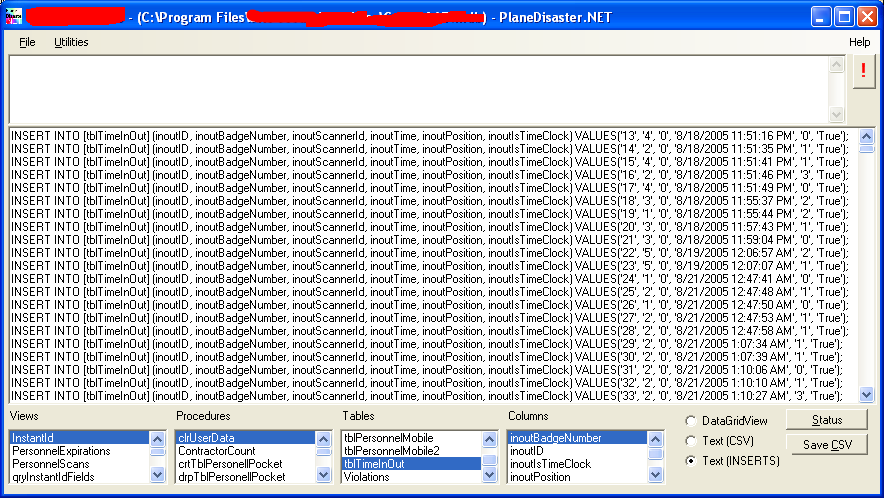 - (C:\Program Files\ ) - PlaneDisaster.NET
File Utilities Help
!
INSERT INTO [tblTimeInOut] (inoutID, inoutBadgeNumber, inoutScannerId, inoutTime, inoutPosition, inoutIsTimeClock) VALUES('13', '4', '0', '8/18/2005 11:51:16 PM', '0', 'True');
INSERT INTO [tblTimeInOut] (inoutID, inoutBadgeNumber, inoutScannerId, inoutTime, inoutPosition, inoutIsTimeClock) VALUES('14', '2', '0', '8/18/2005 11:51:35 PM', '1', 'True');
INSERT INTO [tblTimeInOut] (inoutID, inoutBadgeNumber, inoutScannerId, inoutTime, inoutPosition, inoutIsTimeClock) VALUES('15', '4', '0', '8/18/2005 11:51:41 PM', '1', 'True');
INSERT INTO [tblTimeInOut] (inoutID, inoutBadgeNumber, inoutScannerId, inoutTime, inoutPosition, inoutIsTimeClock) VALUES('16', '2', '0', '8/18/2005 11:51:46 PM', '3', 'True');
INSERT INTO [tblTimeInOut] (inoutID, inoutBadgeNumber, inoutScannerId, inoutTime, inoutPosition, inoutIsTimeClock) VALUES('17', '4', '0', '8/18/2005 11:51:49 PM', '0', 'True');
INSERT INTO [tblTimeInOut] (inoutID, inoutBadgeNumber, inoutScannerId, inoutTime, inoutPosition, inoutIsTimeClock) VALUES('18', '3', '0', '8/18/2005 11:55:37 PM', '2', 'True');
INSERT INTO [tblTimeInOut] (inoutID, inoutBadgeNumber, inoutScannerId, inoutTime, inoutPosition, inoutIsTimeClock) VALUES('19', '1', '0', '8/18/2005 11:55:44 PM', '2', 'True');
INSERT INTO [tblTimeInOut] (inoutID, inoutBadgeNumber, inoutScannerId, inoutTime, inoutPosition, inoutIsTimeClock) VALUES('20', '3', '0', '8/18/2005 11:57:43 PM', '1', 'True');
INSERT INTO [tblTimeInOut] (inoutID, inoutBadgeNumber, inoutScannerId, inoutTime, inoutPosition, inoutIsTimeClock) VALUES('21', '3', '0', '8/18/2005 11:59:04 PM', '0', 'True');
INSERT INTO [tblTimeInOut] (inoutID, inoutBadgeNumber, inoutScannerId, inoutTime, inoutPosition, inoutIsTimeClock) VALUES('22', '5', '0', '8/19/2005 12:06:57 AM', '2', 'True');
INSERT INTO [tblTimeInOut] (inoutID, inoutBadgeNumber, inoutScannerId, inoutTime, inoutPosition, inoutIsTimeClock) VALUES('23', '5', '0', '8/19/2005 12:07:07 AM', '1', 'True');
INSERT INTO [tblTimeInOut] (inoutID, inoutBadgeNumber, inoutScannerId, inoutTime, inoutPosition, inoutIsTimeClock) VALUES('24', '1', '0', '8/21/2005 12:47:41 AM', '0', 'True');
INSERT INTO [tblTimeInOut] (inoutID, inoutBadgeNumber, inoutScannerId, inoutTime, inoutPosition, inoutIsTimeClock) VALUES('25', '2', '0', '8/21/2005 12:47:48 AM', '1', 'True');
INSERT INTO [tblTimeInOut] (inoutID, inoutBadgeNumber, inoutScannerId, inoutTime, inoutPosition, inoutIsTimeClock) VALUES('26', '1', '0', '8/21/2005 12:47:50 AM', '0', 'True');
INSERT INTO [tblTimeInOut] (inoutID, inoutBadgeNumber, inoutScannerId, inoutTime, inoutPosition, inoutIsTimeClock) VALUES('27', '2', '0', '8/21/2005 12:47:53 AM', '1', 'True');
INSERT INTO [tblTimeInOut] (inoutID, inoutBadgeNumber, inoutScannerId, inoutTime, inoutPosition, inoutIsTimeClock) VALUES('28', '2', '0', '8/21/2005 12:47:58 AM', '1', 'True');
INSERT INTO [tblTimeInOut] (inoutID, inoutBadgeNumber, inoutScannerId, inoutTime, inoutPosition, inoutIsTimeClock) VALUES('29', '2', '0', '8/21/2005 1:07:34 AM', '1', 'True');
INSERT INTO [tblTimeInOut] (inoutID, inoutBadgeNumber, inoutScannerId, inoutTime, inoutPosition, inoutIsTimeClock) VALUES('30', '2', '0', '8/21/2005 1:07:39 AM', '1', 'True');
INSERT INTO [tblTimeInOut] (inoutID, inoutBadgeNumber, inoutScannerId, inoutTime, inoutPosition, inoutIsTimeClock) VALUES('31', '2', '0', '8/21/2005 1:10:06 AM', '0', 'True');
INSERT INTO [tblTimeInOut] (inoutID, inoutBadgeNumber, inoutScannerId, inoutTime, inoutPosition, inoutIsTimeClock) VALUES('32', '2', '0', '8/21/2005 1:10:10 AM', '1', 'True');
INSERT INTO [tblTimeInOut] (inoutID, inoutBadgeNumber, inoutScannerId, inoutTime, inoutPosition, inoutIsTimeClock) VALUES('33', '2', '0', '8/21/2005 1:10:27 AM', '3', 'True');
Views
InstantId
PersonnelExpirations
PersonnelScans
qryInstantIdFields
Procedures
clrUserData
ContractorCount
crtTblPersonellPocket
drpTblPersonellPocket
Tables
tblPersonnelMobile
tblPersonnelMobile2
tblTimeInOut
Violations
Columns
inoutBadgeNumber
inoutID
inoutIsTimeClock
inoutPosition
DataGridView
Text (CSV)
Text (INSERTS)
Status
Save CSV